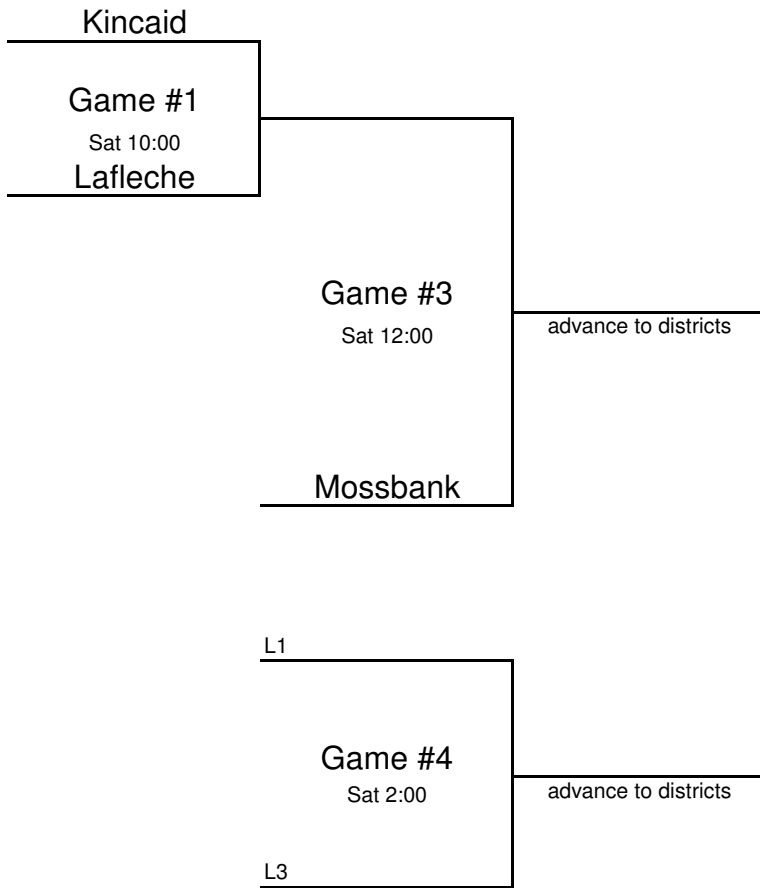 Kincaid
Game #1
Sat 10:00
Lafleche
Game #3
Sat 12:00
advance to districts
Mossbank
L1
Game #4
Sat 2:00
advance to districts
L3